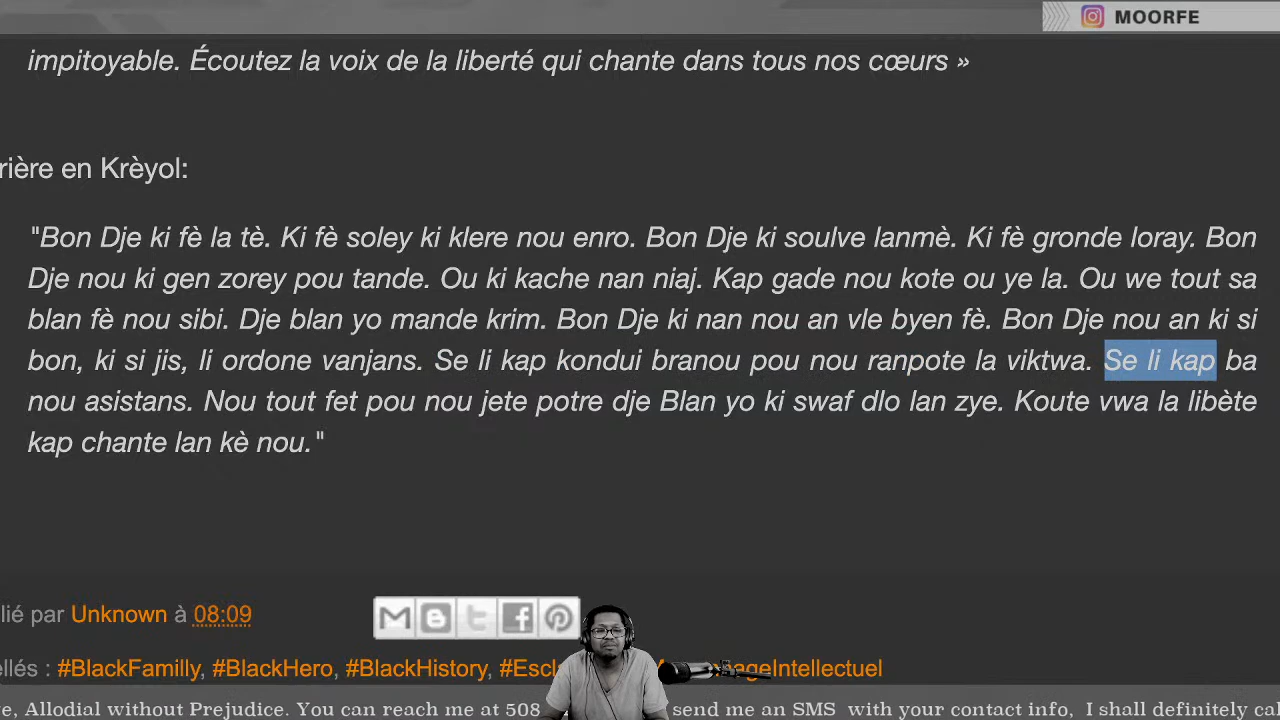 MOORFE
impitoyable. Écoutez la voix de la liberté qui chante dans tous nos cœurs »
rière en Krèyol:
"Bon Dje ki fè la tè. Ki fè soley ki klere nou enro. Bon Dje ki soulve lanmè. Ki fè gronde loray. Bon
Dje nou ki gen zorey pou tande. Ou ki kache nan niaj. Kap gade nou kote ou ye la. Ou we tout sa
blan fè nou sibi. Dje blan yo mande krim. Bon Dje ki nan nou an vle byen fè. Bon Dje nou an ki si
bon, ki si jis, li ordone vanjans. Se li kap kondui branou pou nou ranpote la viktwa. Se li kap ba
nou asistans. Nou tout fet pou nou jete potre dje Blan yo ki swaf dlo lan zye. Koute vwa la libète
kap chante lan kè nou."
lié par Unknown à 08:09
ellés : #BlackFamilly, #BlackHero, #BlackHistory, #Escl ageIntellectuel
e, Allodial without Prejudice. You can reach me at 508 send me an SMS with your contact info, I shall definitely cal